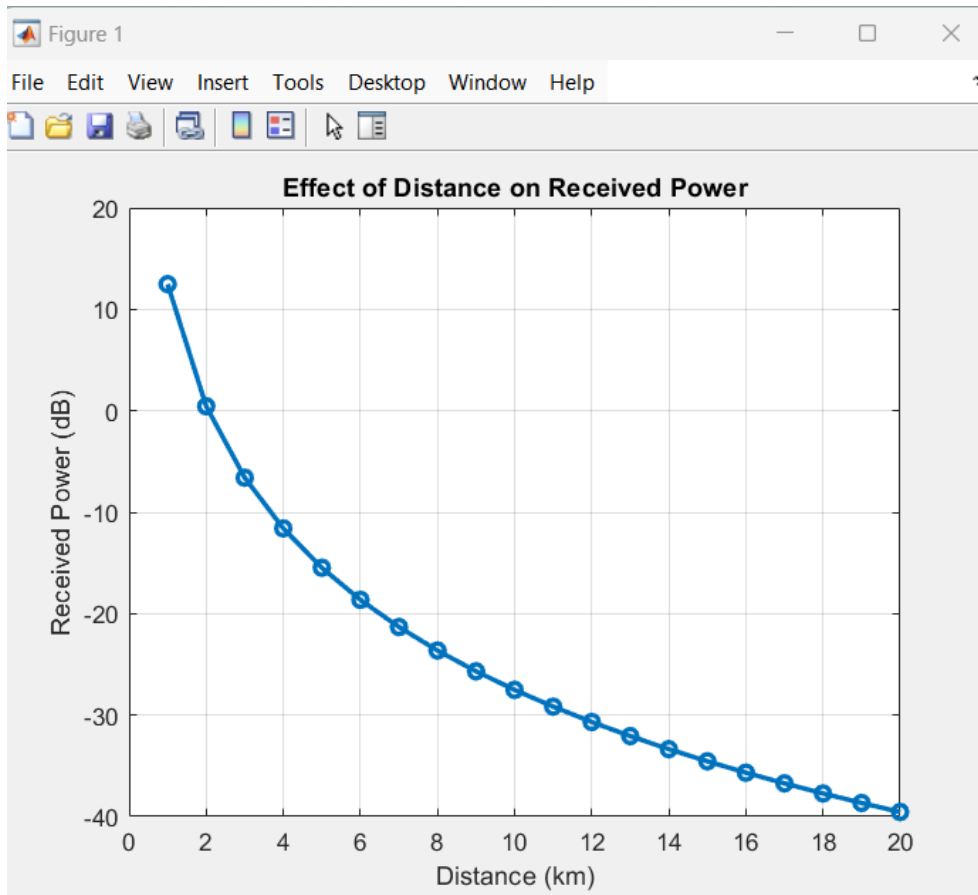 Figure 1
File Edit View Insert Tools Desktop Window Help
Effect of Distance on Received Power
20
10
0
-10
-20
-30
-40
Received Power (dB)
0 2 4 6 8 10 12 14 16 18 20
Distance (km)